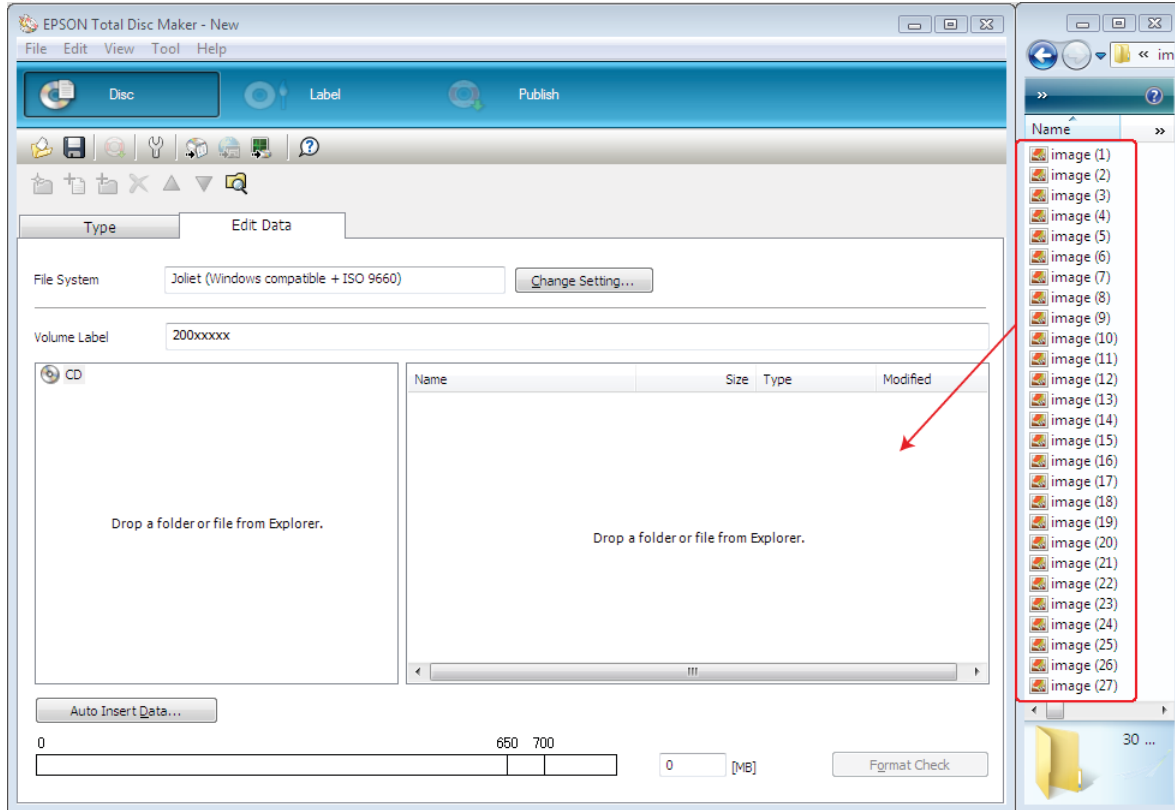 EPSON Total Disc Maker - New
File Edit View Tool Help
Disc Label Publish
Type Edit Data
File System Joliet (Windows compatible + ISO 9660) Change Setting...
Volume Label 200xxxxx
CD
Name Size Type Modified
Drop a folder or file from Explorer.
Drop a folder or file from Explorer.
Auto Insert Data...
0 650 700
0 [MB] Format Check
« im
»
Name »
image (1)
image (2)
image (3)
image (4)
image (5)
image (6)
image (7)
image (8)
image (9)
image (10)
image (11)
image (12)
image (13)
image (14)
image (15)
image (16)
image (17)
image (18)
image (19)
image (20)
image (21)
image (22)
image (23)
image (24)
image (25)
image (26)
image (27)
30 ...